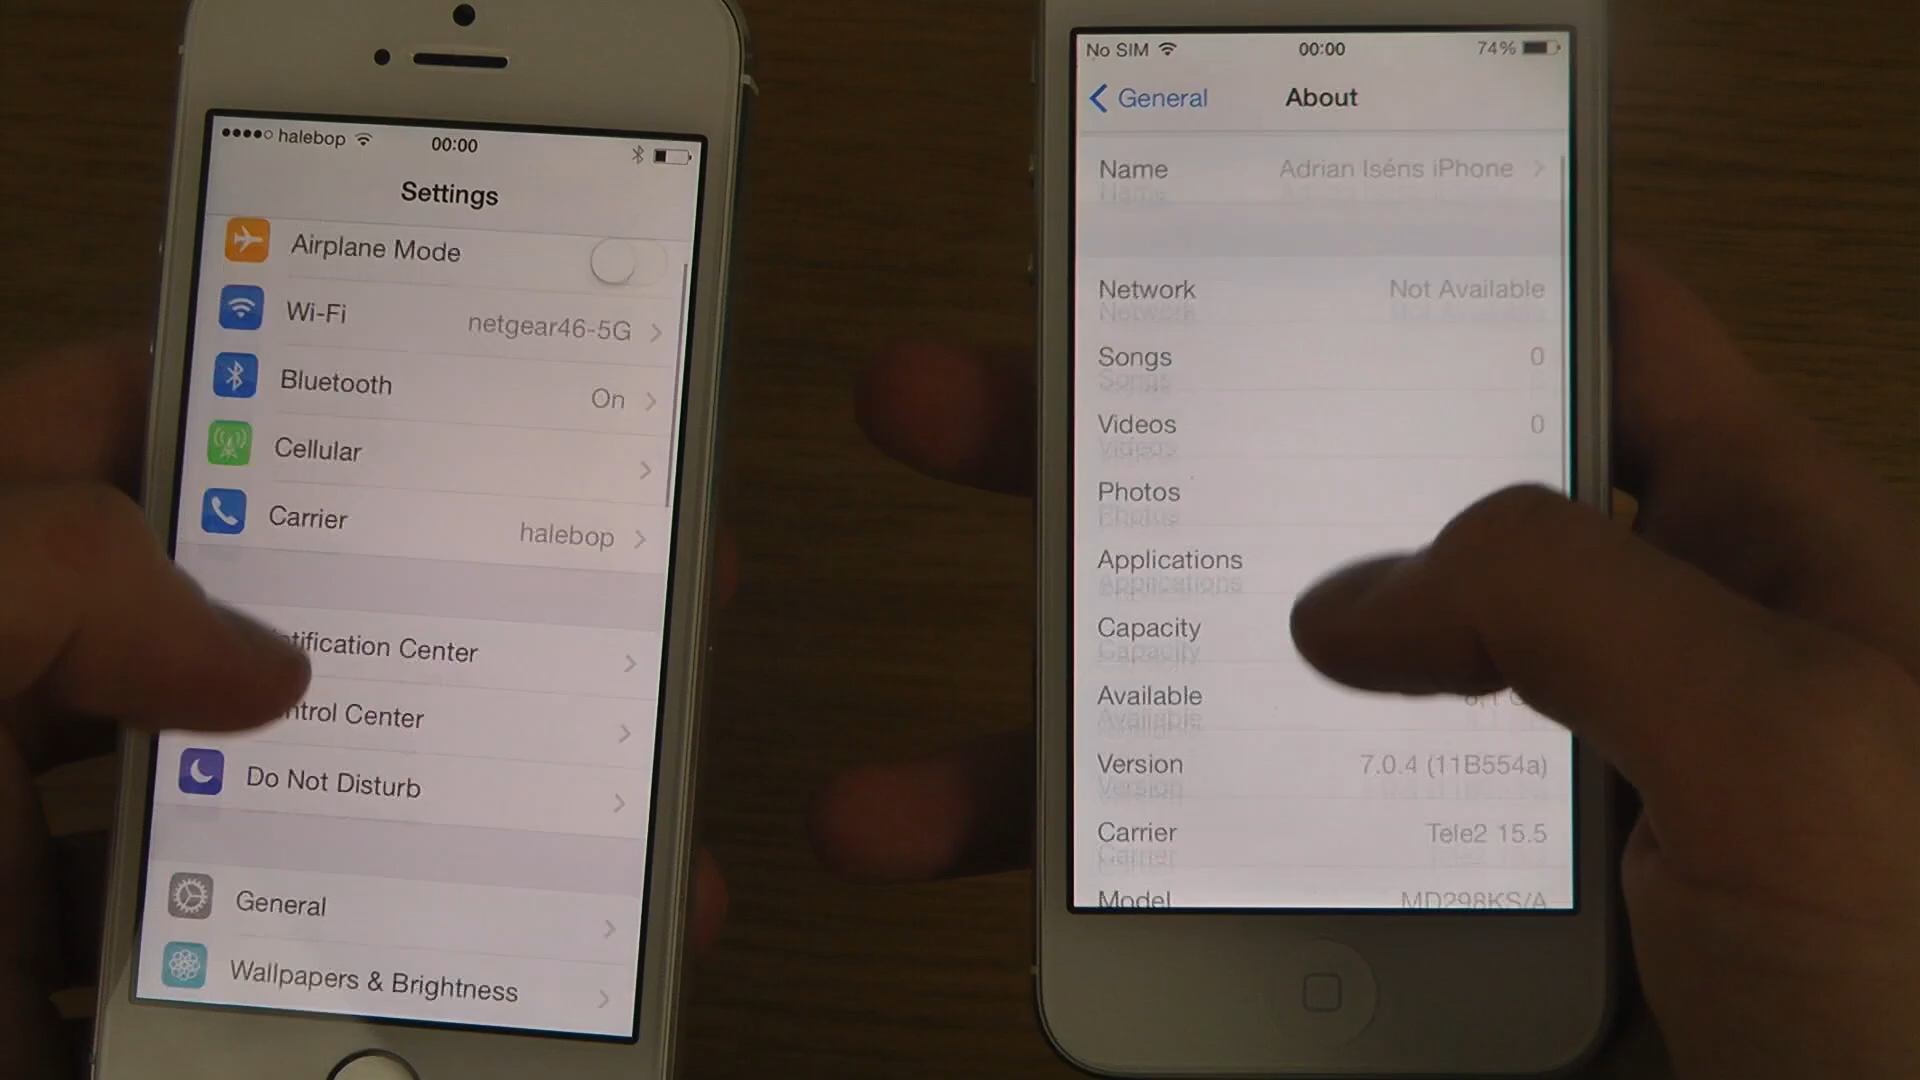 halebop 00:00
Settings
Airplane Mode
Wi-Fi netgear46-5G
Bluetooth On
Cellular
Carrier halebop
tification Center
ntrol Center
Do Not Disturb
General
Wallpapers & Brightness
No SIM 00:00 74%
General About
Name Adrian Iséns iPhone
Network Not Available
Songs 0
Videos 0
Photos
Applications
Capacity
Available
Version 7.0.4 (11B554a)
Carrier Tele2 15.5
Model MD298KS/A